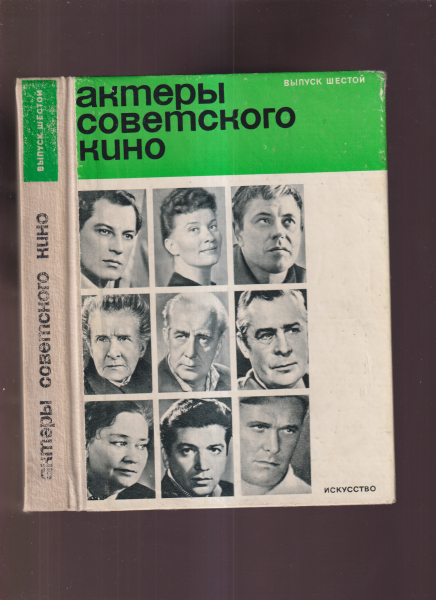 ВЫПУСК ШЕСТОЙ
актеры советского кино
ВЫПУСК ШЕСТОЙ
актеры
советского
кино
ИСКУССТВО